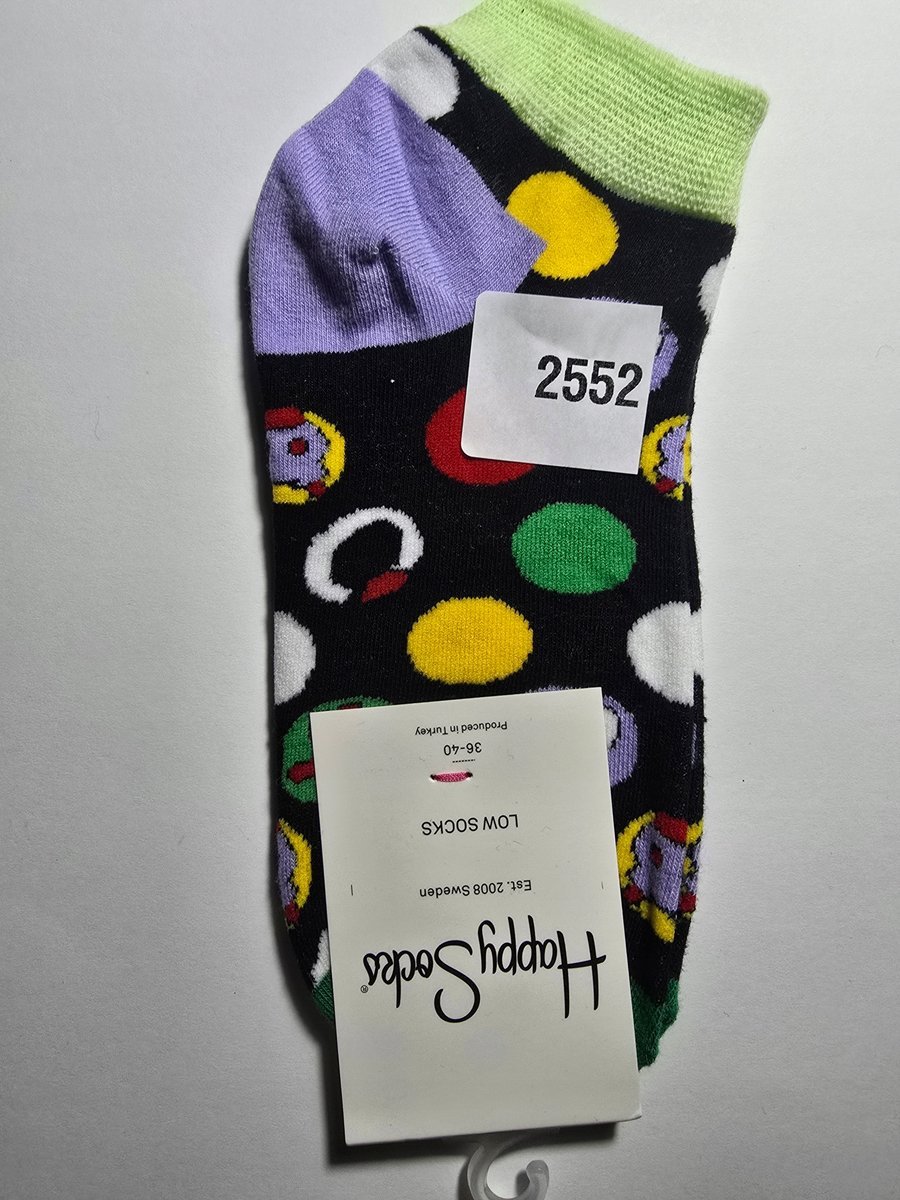 2552
Happy Socks®
Est. 2008 Sweden
LOW SOCKS
36-40
Produced in Turkey